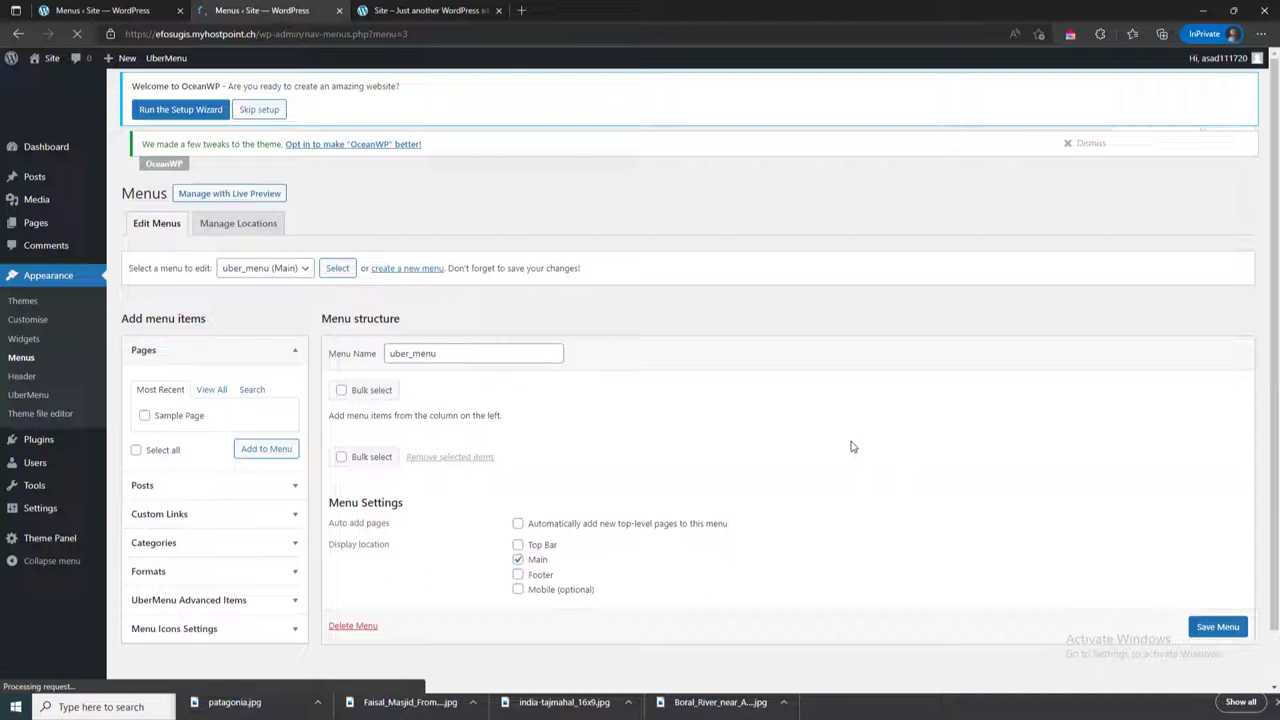 Menus ‹ Site — WordPress
Menus ‹ Site — WordPress
Site – Just another WordPress sit
https://efosugis.myhostpoint.ch/wp-admin/nav-menus.php?menu=3
InPrivate
Site
0
New
UberMenu
Hi, asad111720
Welcome to OceanWP - Are you ready to create an amazing website?
Run the Setup Wizard
Skip setup
We made a few tweaks to the theme, Opt in to make "OceanWP" better!
Dismiss
OceanWP
Dashboard
Posts
Media
Pages
Comments
Appearance
Themes
Customise
Widgets
Menus
Header
UberMenu
Theme file editor
Plugins
Users
Tools
Settings
Theme Panel
Collapse menu
Menus
Manage with Live Preview
Edit Menus
Manage Locations
Select a menu to edit:
uber_menu (Main)
Select
or create a new menu. Don't forget to save your changes!
Add menu items
Pages
Most Recent
View All
Search
Sample Page
Select all
Add to Menu
Posts
Custom Links
Categories
Formats
UberMenu Advanced Items
Menu Icons Settings
Menu structure
Menu Name
uber_menu
Bulk select
Add menu items from the column on the left.
Bulk select
Remove selected items
Menu Settings
Auto add pages
Automatically add new top-level pages to this menu
Display location
Top Bar
Main
Footer
Mobile (optional)
Delete Menu
Save Menu
Activate Windows
Go to Settings to activate Windows.
Processing request...
Type here to search
patagonia.jpg
Faisal_Masjid_From....jpg
india-tajmahal_16x9.jpg
Boral_River_near_A....jpg
Show all